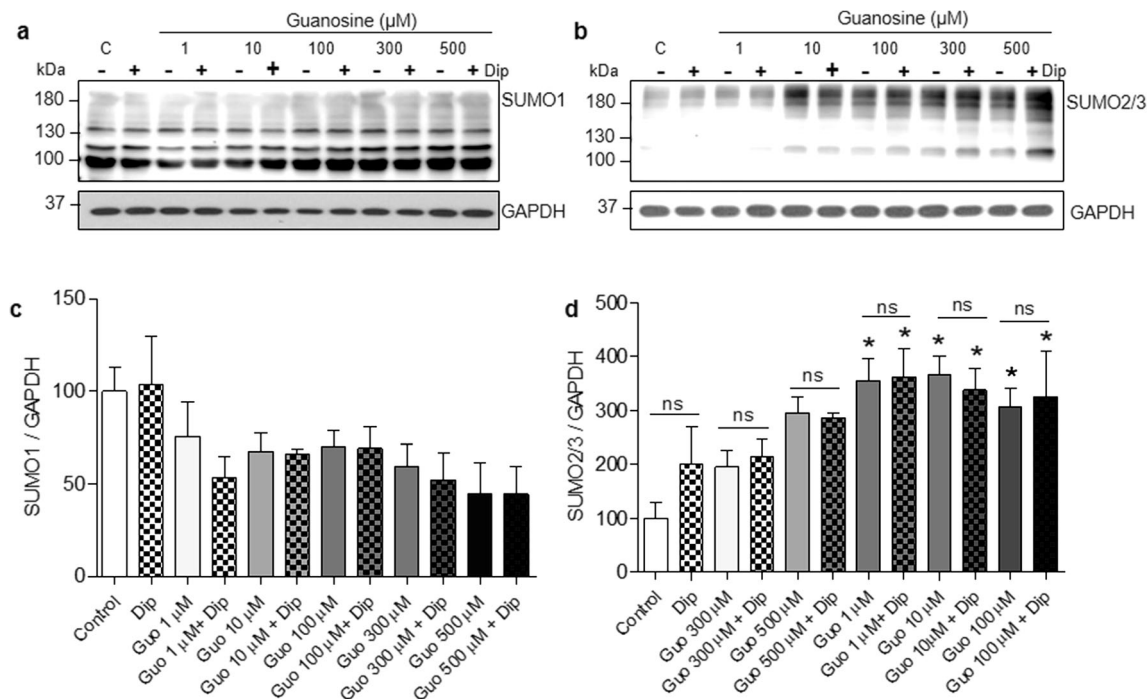 a
Guanosine (µM)
C 1 10 100 300 500
kDa - + - + - + - + - + - + Dip
180
130
100
SUMO1
37
GAPDH
b
Guanosine (µM)
C 1 10 100 300 500
kDa - + - + - + - + - + - + Dip
180
130
100
SUMO2/3
37
GAPDH
c
SUMO1 / GAPDH
150
100
50
0
Control
Dip
Guo 1 µM
Guo 1 µM+ Dip
Guo 10 µM
Guo 10 µM + Dip
Guo 100 µM
Guo 100 µM+ Dip
Guo 300 µM
Guo 300 µM + Dip
Guo 500 µM
Guo 500 µM + Dip
d
SUMO2/3 / GAPDH
500
400
300
200
100
0
ns ns ns ns ns ns
* * * * * *
Control
Dip
Guo 300 µM
Guo 300 µM + Dip
Guo 500 µM
Guo 500 µM + Dip
Guo 1 µM
Guo 1 µM+ Dip
Guo 10 µM
Guo 10µM + Dip
Guo 100 µM
Guo 100 µM + Dip